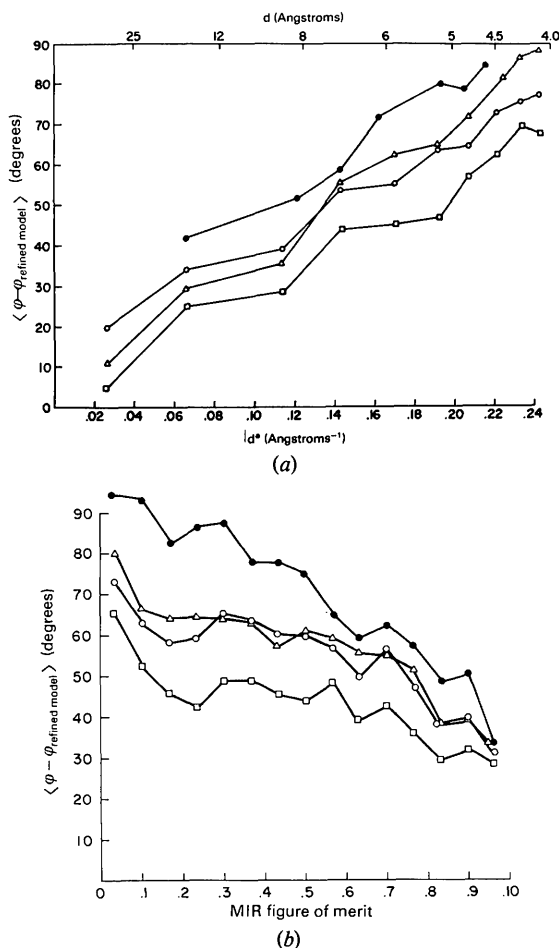 d (Angstroms)
25 12 8 6 5 4.5 4.0
90
80
70
60
50
40
30
20
10
0
⟨ φ–φrefined model ⟩ (degrees)
.02 .04 .06 .08 .10 .12 .14 .16 .18 .20 .22 .24
|d* (Angstroms⁻¹)
(a)
90
80
70
60
50
40
30
20
10
⟨ φ – φrefined model ⟩ (degrees)
0 .1 .2 .3 .4 .5 .6 .7 .8 .9 .10
MIR figure of merit
(b)